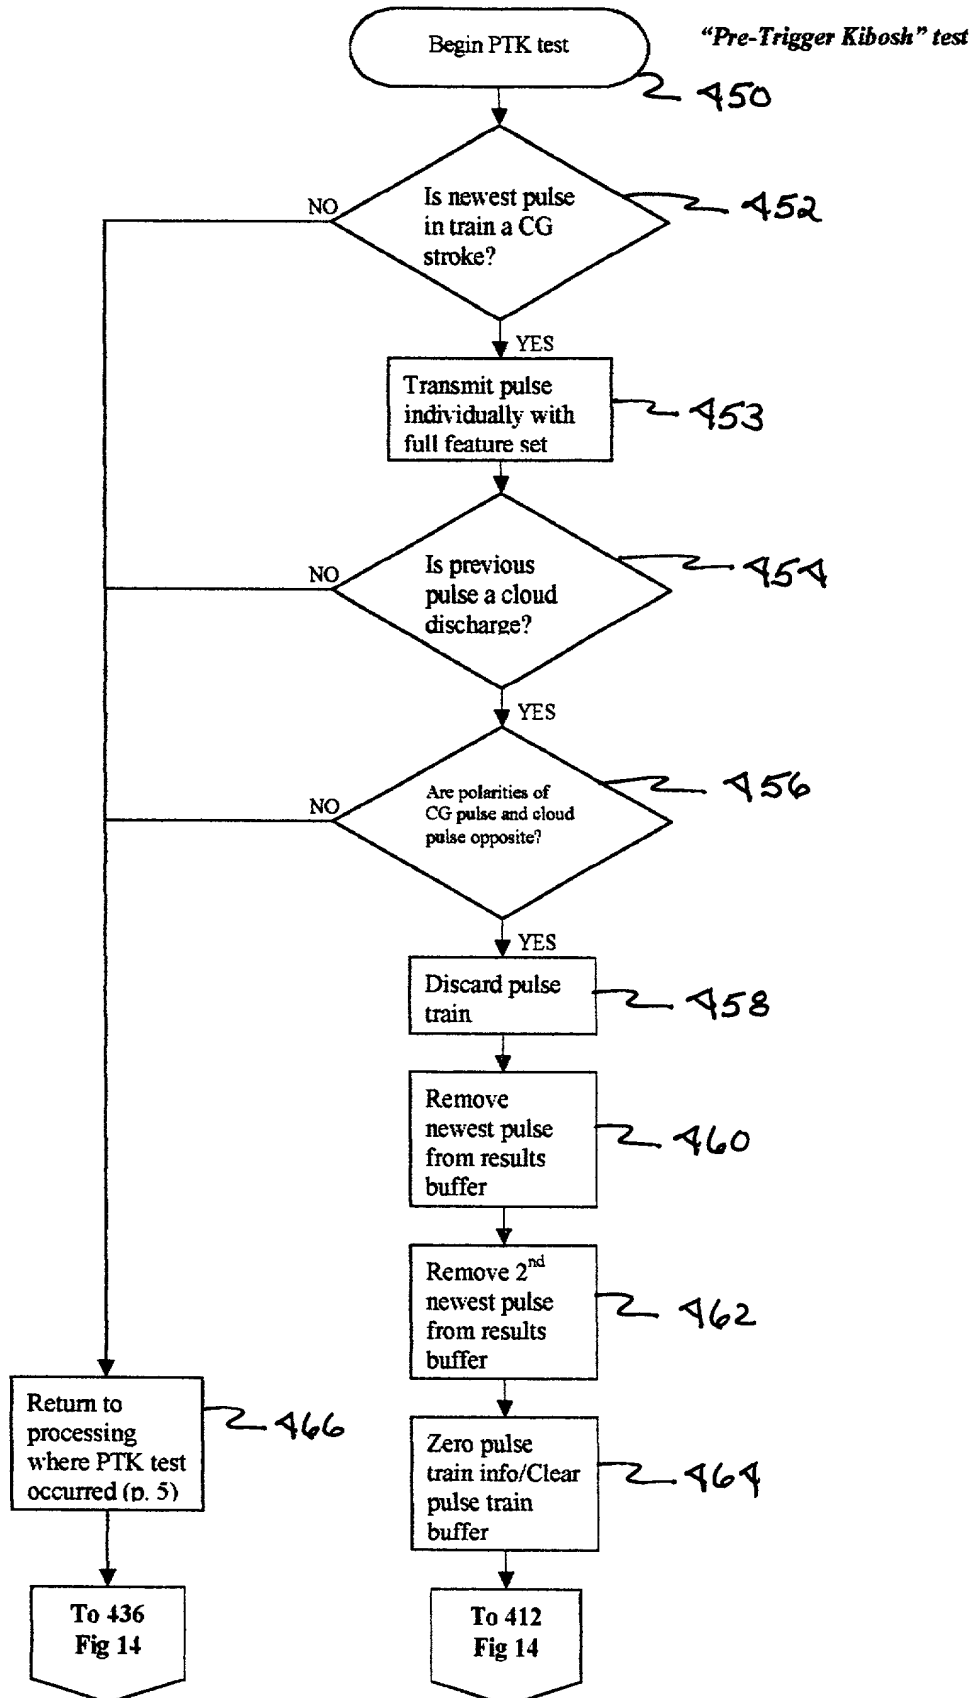 Begin PTK test
"Pre-Trigger Kibosh" test
450
Is newest pulse
in train a CG
stroke?
452
NO
YES
Transmit pulse
individually with
full feature set
453
Is previous
pulse a cloud
discharge?
454
NO
YES
Are polarities of
CG pulse and cloud
pulse opposite?
456
NO
YES
Discard pulse
train
458
Remove
newest pulse
from results
buffer
460
Remove 2nd
newest pulse
from results
buffer
462
Return to
processing
where PTK test
occurred (p. 5)
466
Zero pulse
train info/Clear
pulse train
buffer
464
To 436
Fig 14
To 412
Fig 14